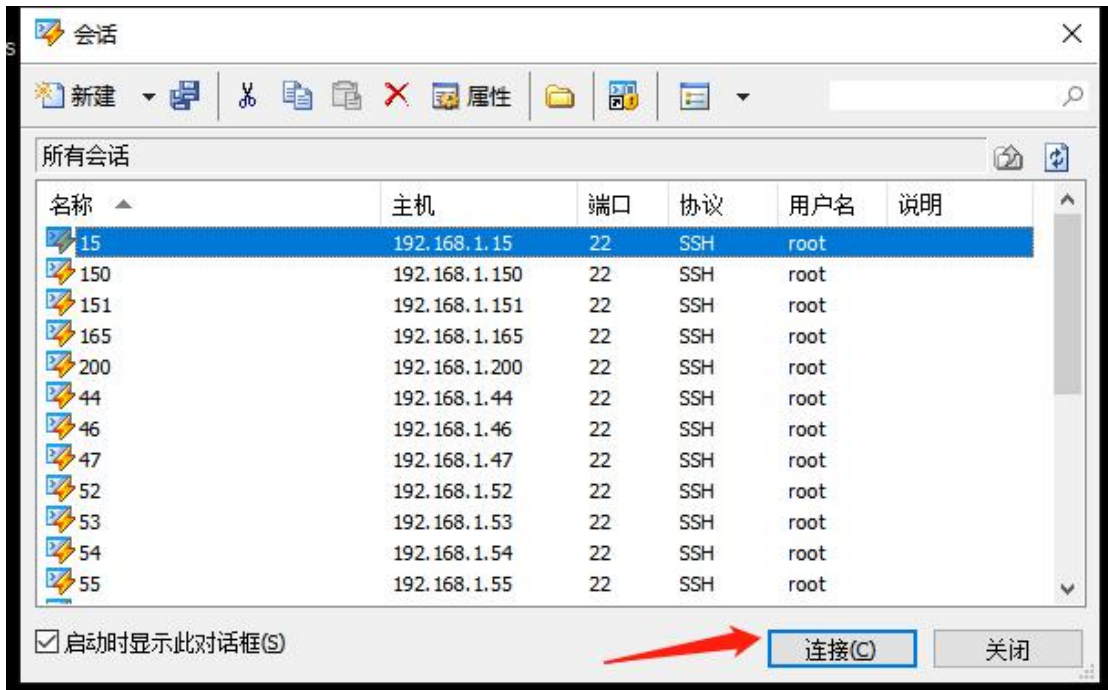 s
会话
新建 属性
所有会话
名称 主机 端口 协议 用户名 说明
15 192.168.1.15 22 SSH root
150 192.168.1.150 22 SSH root
151 192.168.1.151 22 SSH root
165 192.168.1.165 22 SSH root
200 192.168.1.200 22 SSH root
44 192.168.1.44 22 SSH root
46 192.168.1.46 22 SSH root
47 192.168.1.47 22 SSH root
52 192.168.1.52 22 SSH root
53 192.168.1.53 22 SSH root
54 192.168.1.54 22 SSH root
55 192.168.1.55 22 SSH root
启动时显示此对话框(S) 连接(C) 关闭